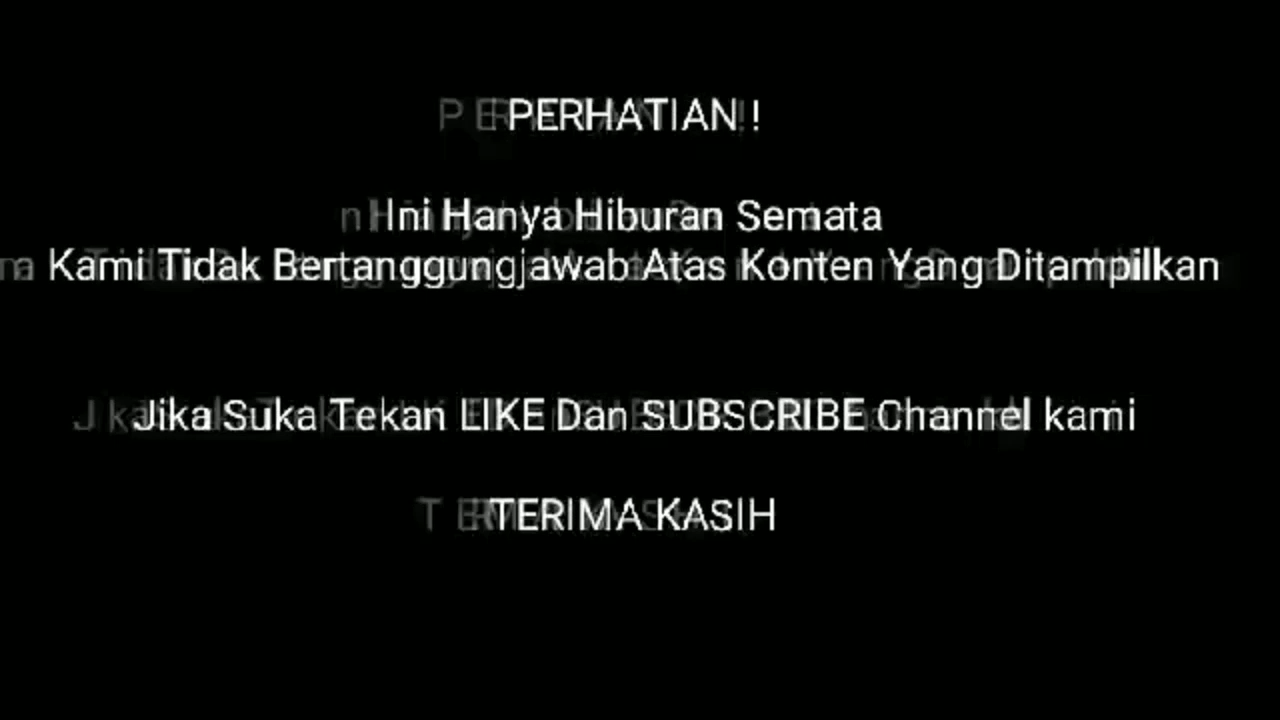 PERHATIAN !
Ini Hanya Hiburan Semata
Kami Tidak Bertanggungjawab Atas Konten Yang Ditampilkan
Jika Suka Tekan LIKE Dan SUBSCRIBE Channel kami
TERIMA KASIH